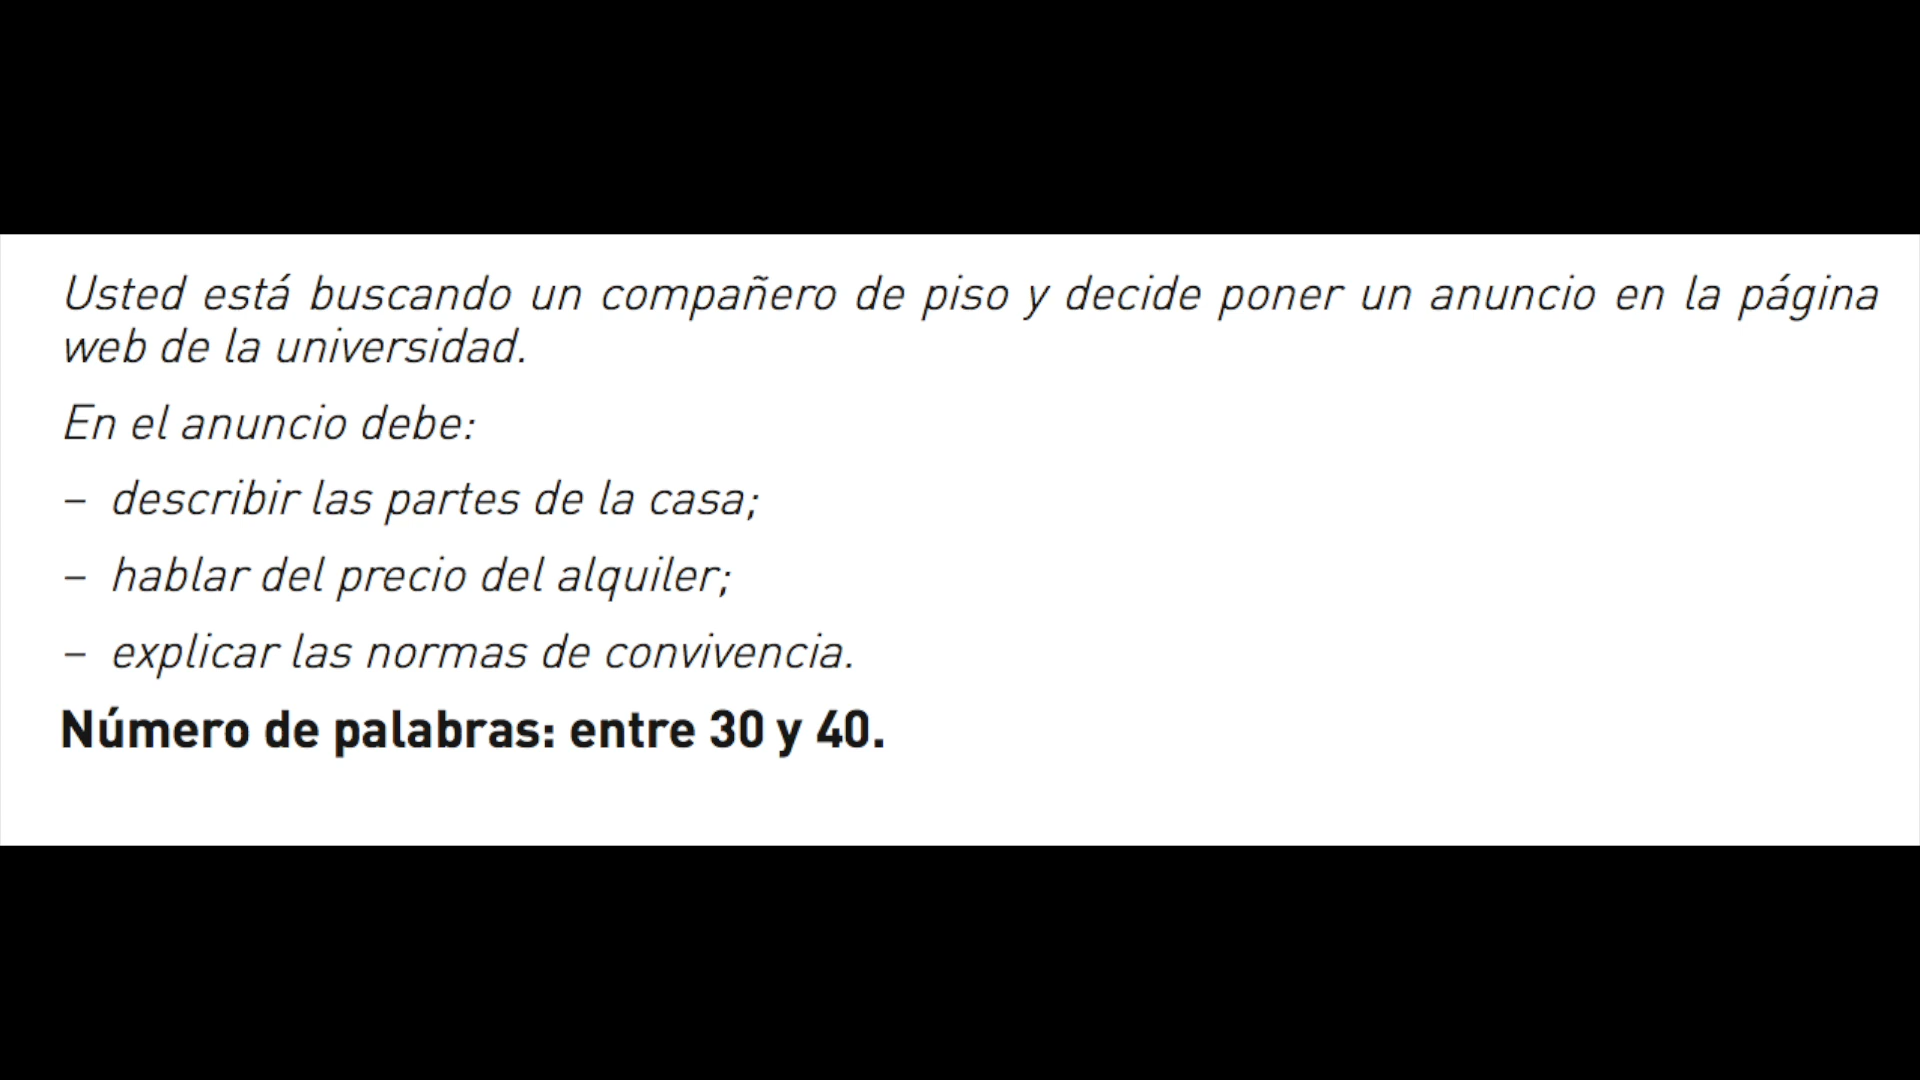 Usted está buscando un compañero de piso y decide poner un anuncio en la página
web de la universidad.
En el anuncio debe:
– describir las partes de la casa;
– hablar del precio del alquiler;
– explicar las normas de convivencia.
Número de palabras: entre 30 y 40.